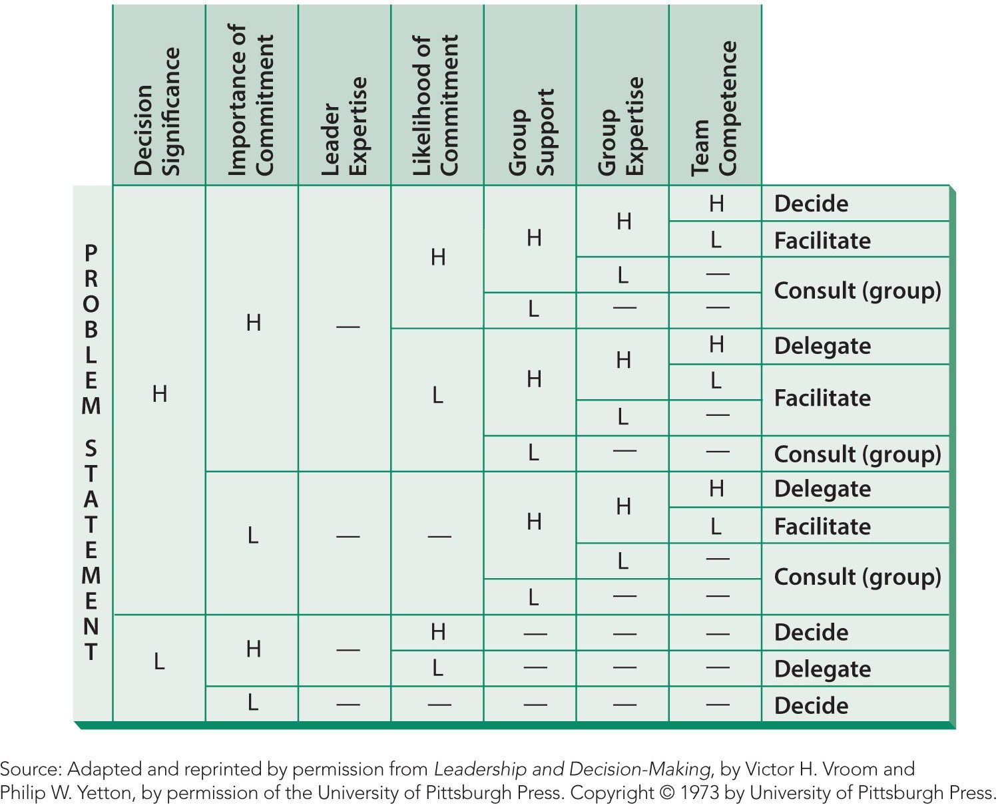 Decision
Significance
Importance of
Commitment
Leader
Expertise
Likelihood of
Commitment
Group
Support
Group
Expertise
Team
Competence
PROBLEM STATEMENT
H H — H H H H Decide
L Facilitate
L — Consult (group)
L — —
L H H H Delegate
L Facilitate
L —
L — — Consult (group)
L — — H H H Delegate
L Facilitate
L — Consult (group)
L — —
L H — H — — — Decide
L — — — Delegate
L — — — — — Decide
Source: Adapted and reprinted by permission from Leadership and Decision-Making, by Victor H. Vroom and
Philip W. Yetton, by permission of the University of Pittsburgh Press. Copyright © 1973 by University of Pittsburgh Press.